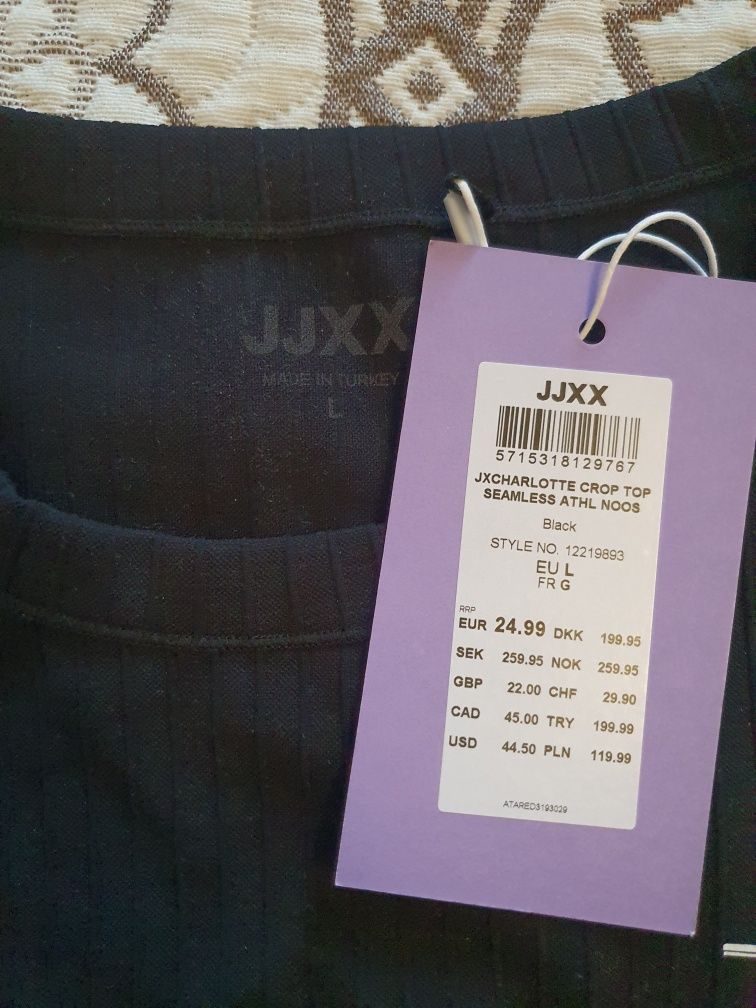 JJXX
MADE IN TURKEY
L
JJXX
5715318129767
JXCHARLOTTE CROP TOP
SEAMLESS ATHL NOOS
Black
STYLE NO. 12219893
EU L
FR G
RRP
EUR 24.99 DKK 199.95
SEK 259.95 NOK 259.95
GBP 22.00 CHF 29.90
CAD 45.00 TRY 199.99
USD 44.50 PLN 119.99
ATARED3193029